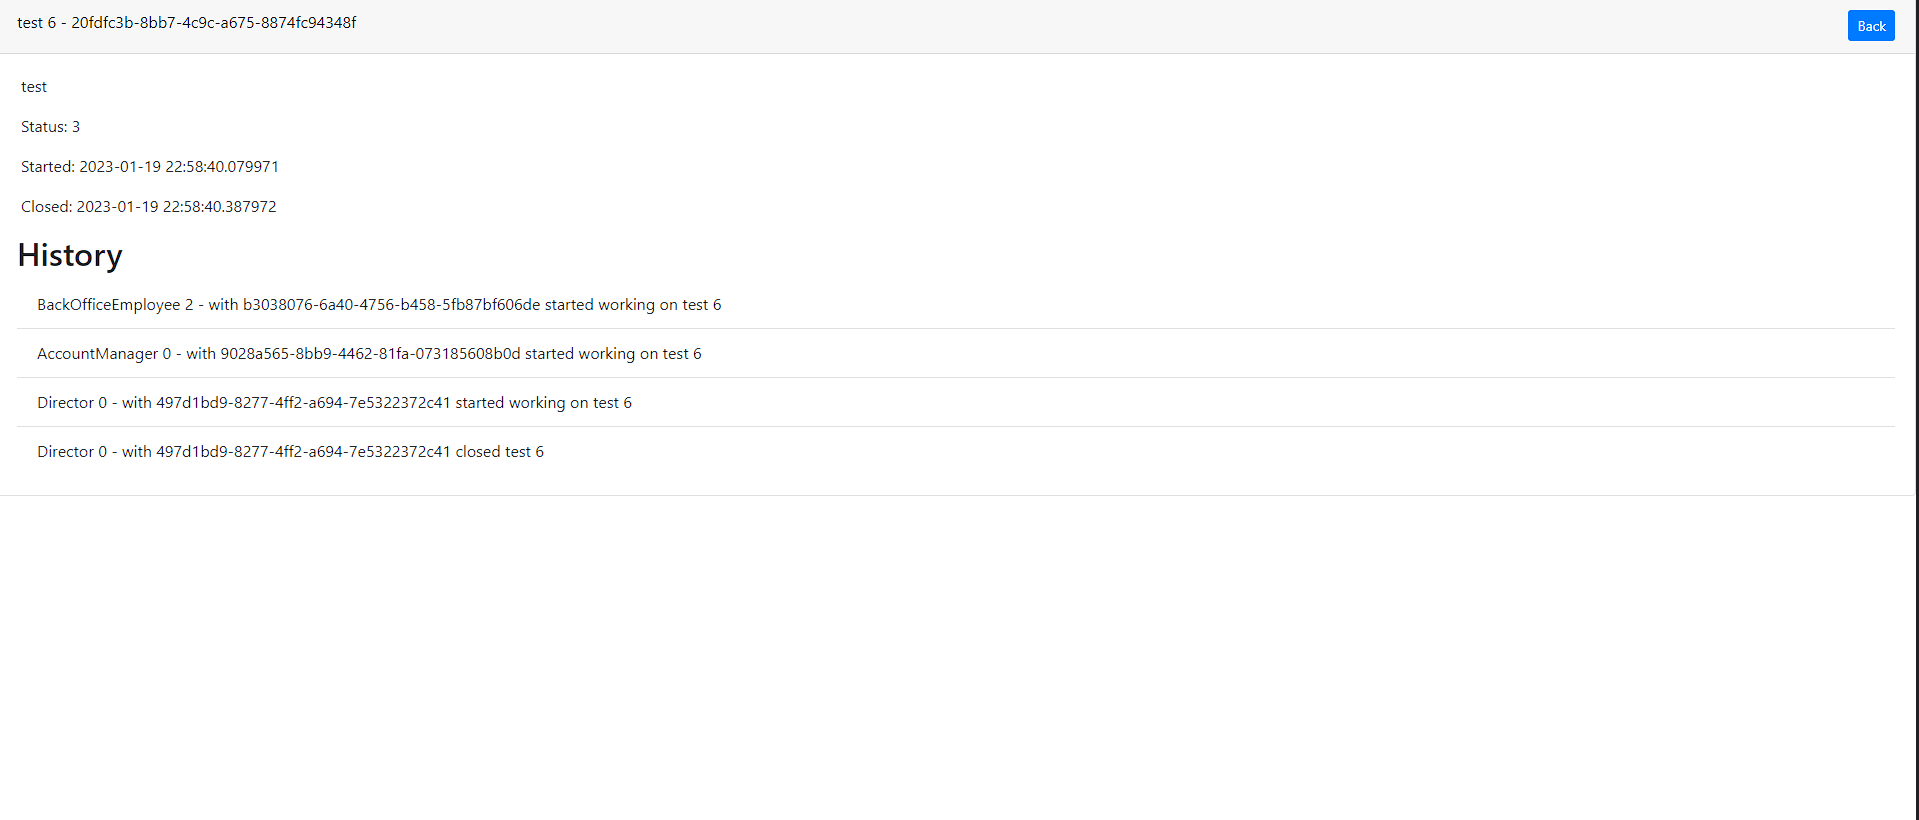 test 6 - 20fdfc3b-8bb7-4c9c-a675-8874fc94348f
Back
test
Status: 3
Started: 2023-01-19 22:58:40.079971
Closed: 2023-01-19 22:58:40.387972
History
BackOfficeEmployee 2 - with b3038076-6a40-4756-b458-5fb87bf606de started working on test 6
AccountManager 0 - with 9028a565-8bb9-4462-81fa-073185608b0d started working on test 6
Director 0 - with 497d1bd9-8277-4ff2-a694-7e5322372c41 started working on test 6
Director 0 - with 497d1bd9-8277-4ff2-a694-7e5322372c41 closed test 6